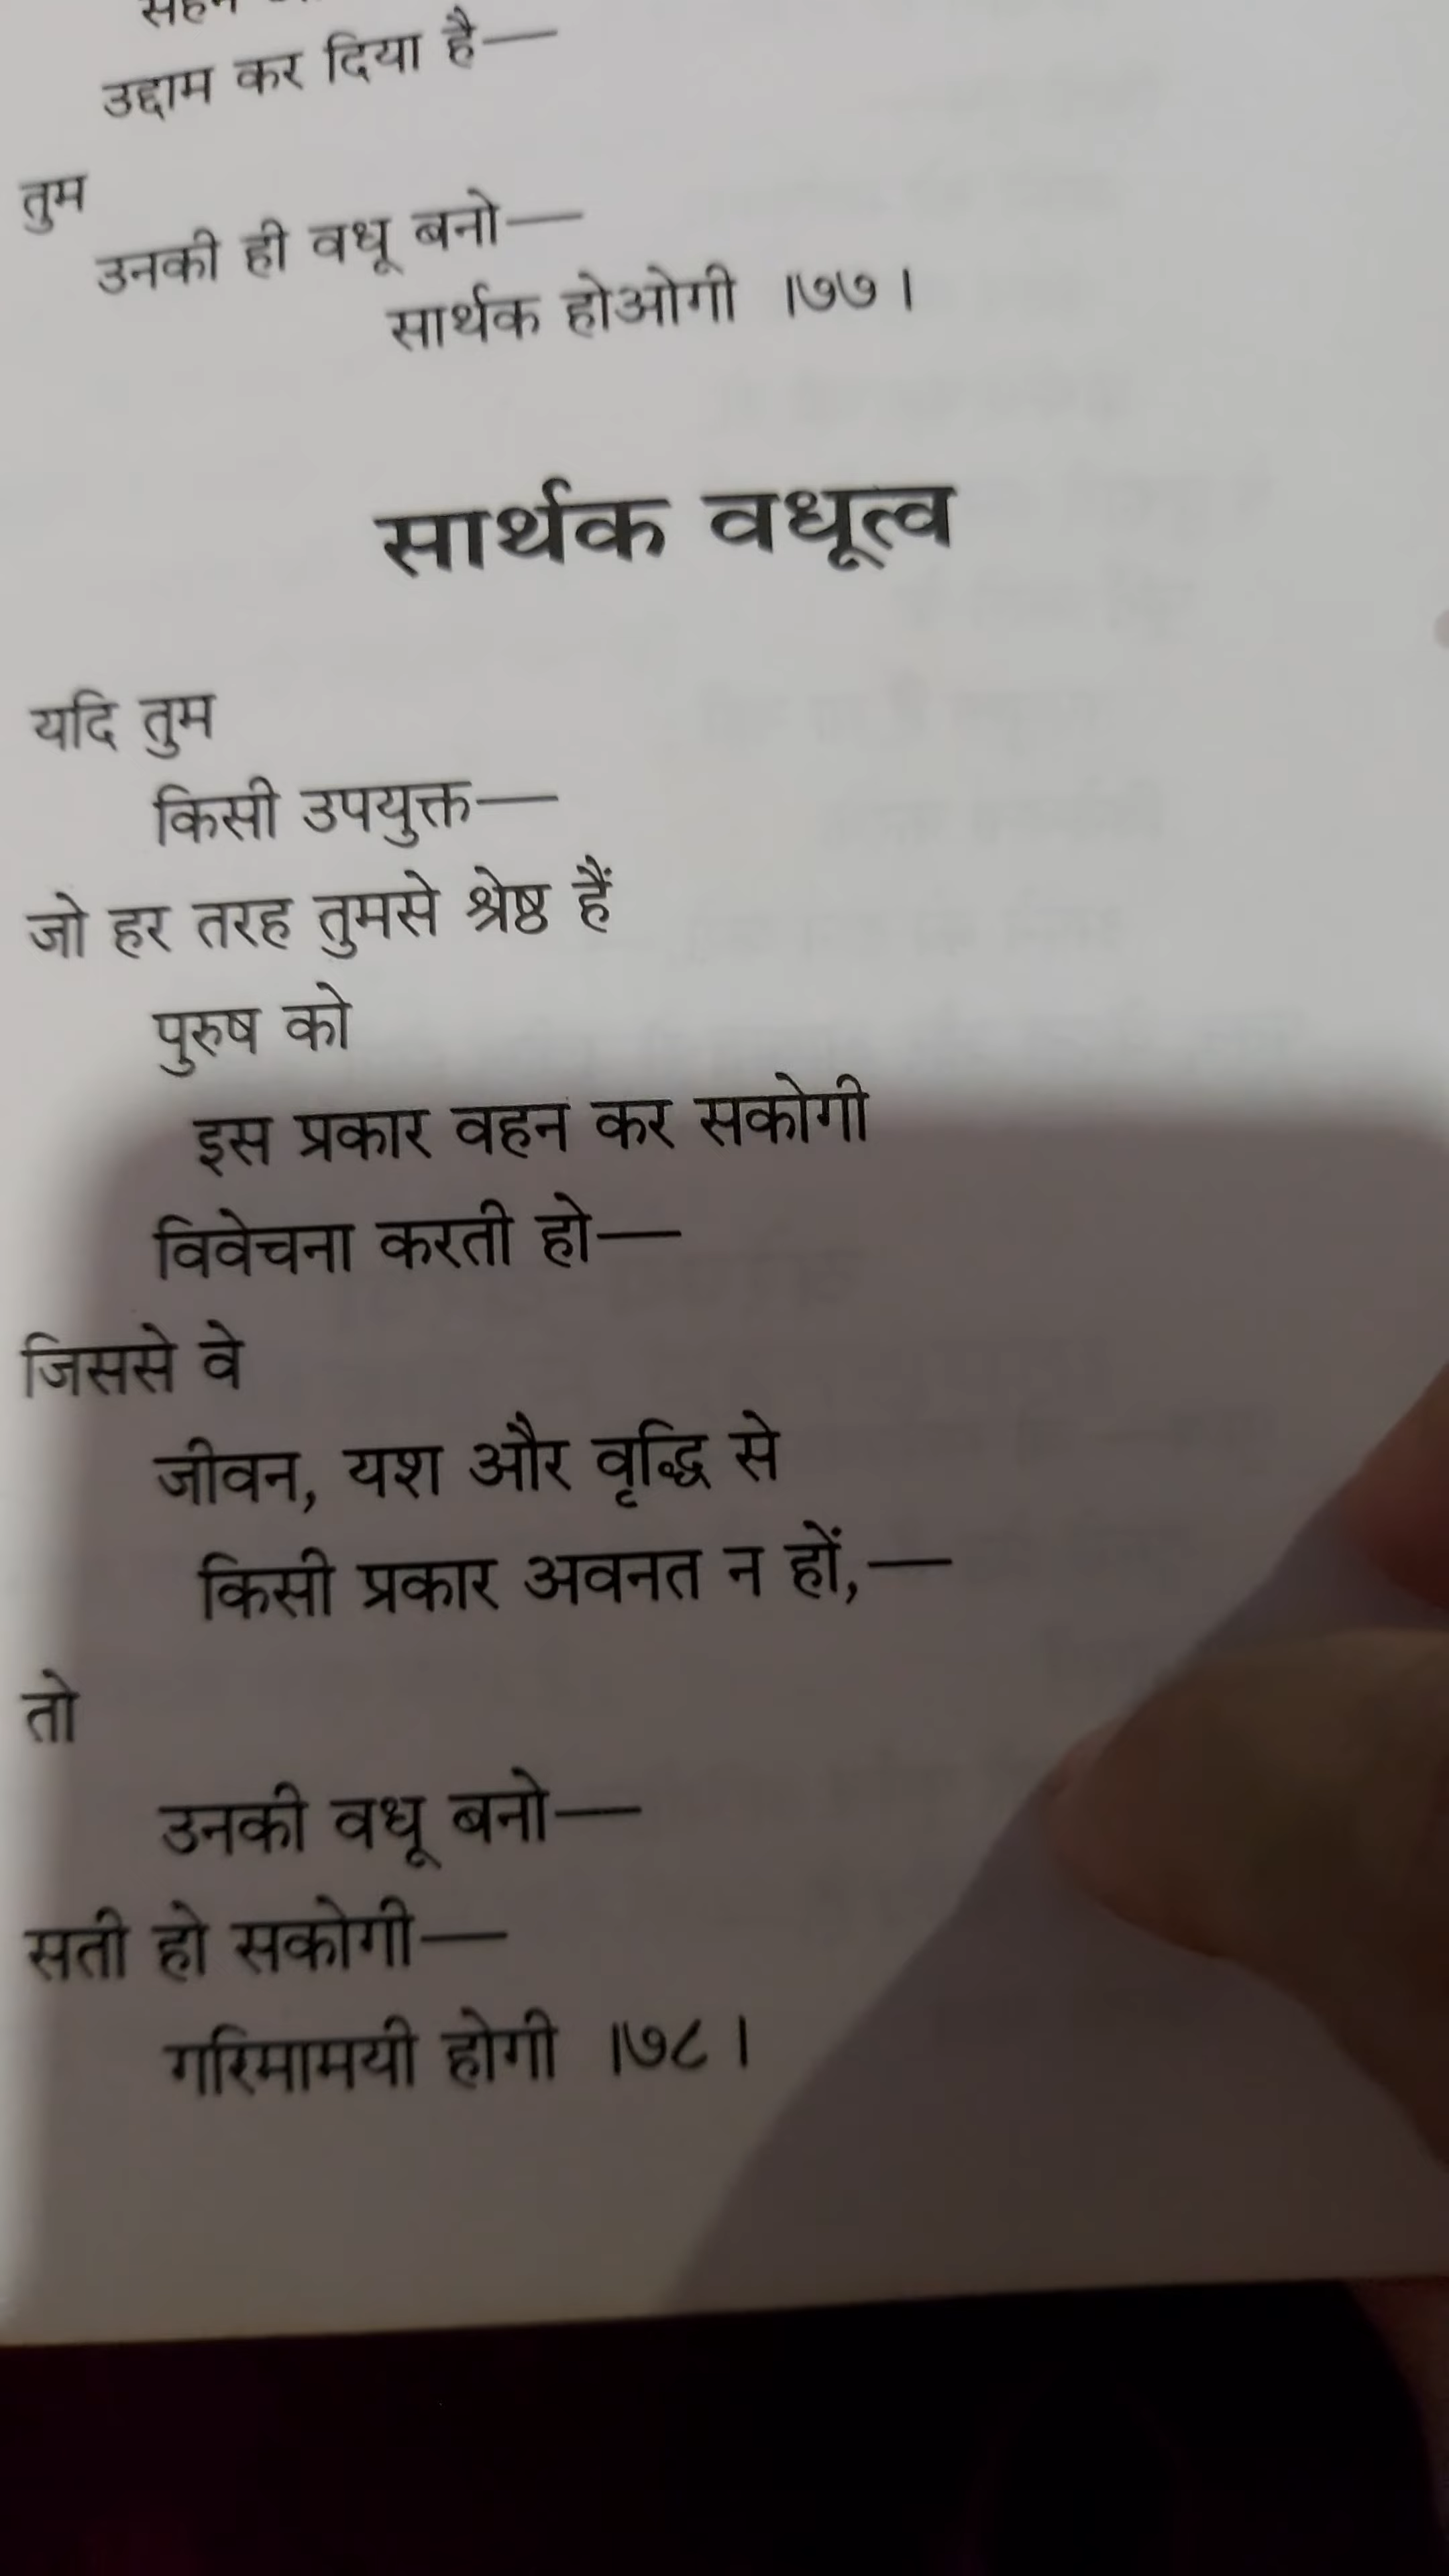 उद्दाम कर दिया है—
तुम
उनकी ही वधू बनो—
सार्थक होओगी ।७७।
सार्थक वधूत्व
यदि तुम
किसी उपयुक्त—
जो हर तरह तुमसे श्रेष्ठ हैं
पुरुष को
इस प्रकार वहन कर सकोगी
विवेचना करती हो—
जिससे वे
जीवन, यश और वृद्धि से
किसी प्रकार अवनत न हों,—
तो
उनकी वधू बनो—
सती हो सकोगी—
गरिमामयी होगी ।७८।